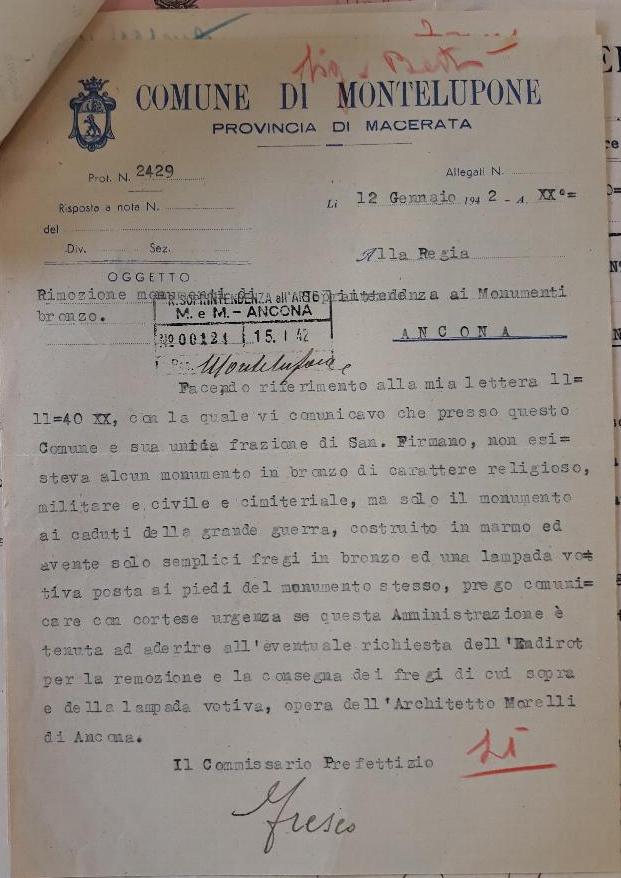 COMUNE DI MONTELUPONE
PROVINCIA DI MACERATA
Prot. N. 2429
Allegati N.
Risposta a nota N.
Li 12 Gennaio 1942 - A. XX°=
del
Div. Sez.
Alla Regia
OGGETTO
Rimozione monumenti di Soprintendenza ai Monumenti
bronzo.
R. SOPRINTENDENZA all'ART
M. e M. - ANCONA
N° 00121 15. 1 42
ANCONA
Montelupone
Facendo riferimento alla mia lettera 11=
11=40 XX, con la quale vi comunicavo che presso questo
Comune e sua unida frazione di San. Firmano, non esi=
steva alcun monumento in bronzo di carattere religioso,
militare e civile e cimiteriale, ma solo il monumento
ai caduti della grande guerra, costruito in marmo ed
avente solo semplici fregi in bronzo ed una lampada vot
tiva posta ai piedi del monumento stesso, prego comuni=
care con cortese urgenza se questa Amministrazione è
tenuta ad aderire all'eventuale richiesta dell'Endirot
per la remozione e la consegna dei fregi di cui sopra
e della lampada votiva, opera dell'Architetto Morelli
di Ancona.
Il Commissario Prefettizio